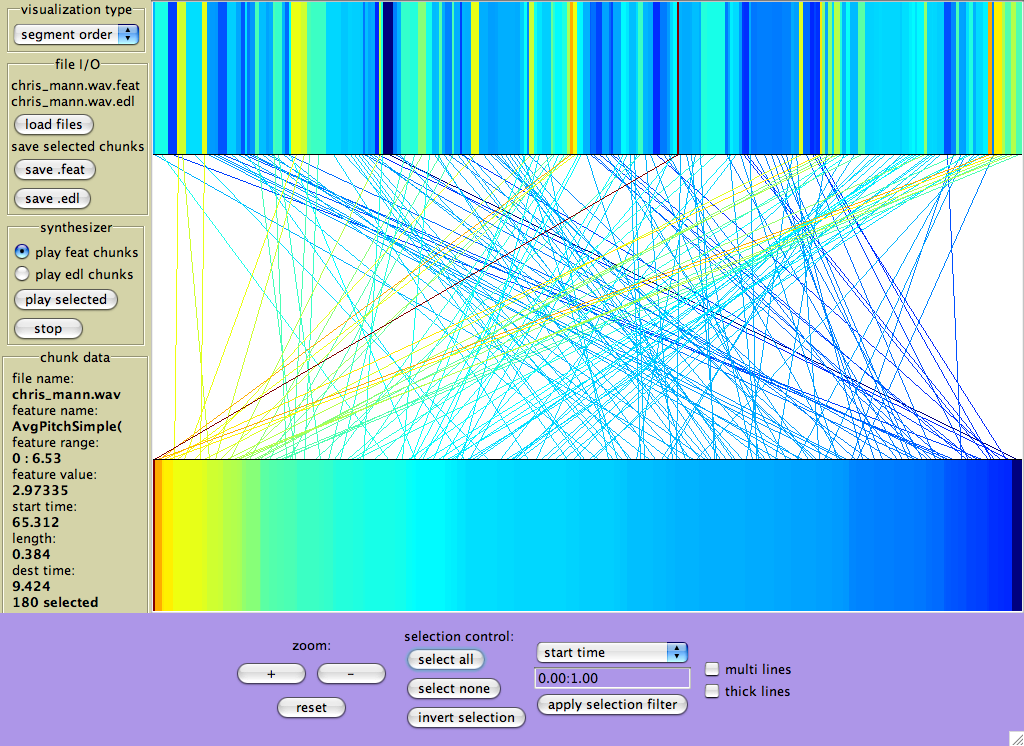 visualization type
segment order
file I/O
chris_mann.wav.feat
chris_mann.wav.edl
load files
save selected chunks
save .feat
save .edl
synthesizer
play feat chunks
play edl chunks
play selected
stop
chunk data
file name:
chris_mann.wav
feature name:
AvgPitchSimple(
feature range:
0 : 6.53
feature value:
2.97335
start time:
65.312
length:
0.384
dest time:
9.424
180 selected
zoom:
+
-
reset
selection control:
select all
select none
invert selection
start time
0.00:1.00
apply selection filter
multi lines
thick lines